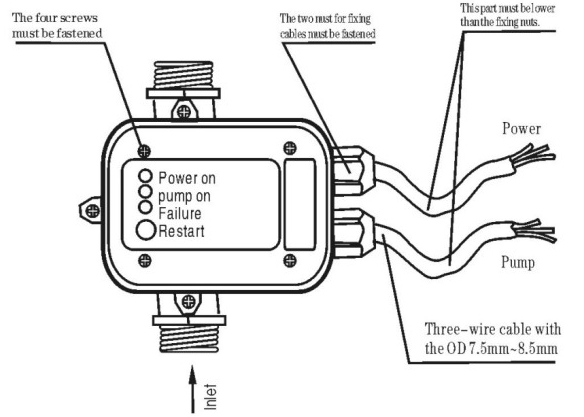 The four screws
must be fastened
The two must for fixing
cables must be fastened
This part must be lower
than the fixing nuts.
Power
Power on
pump on
Failure
Restart
Pump
Three-wire cable with
the OD 7.5mm~8.5mm
Inlet